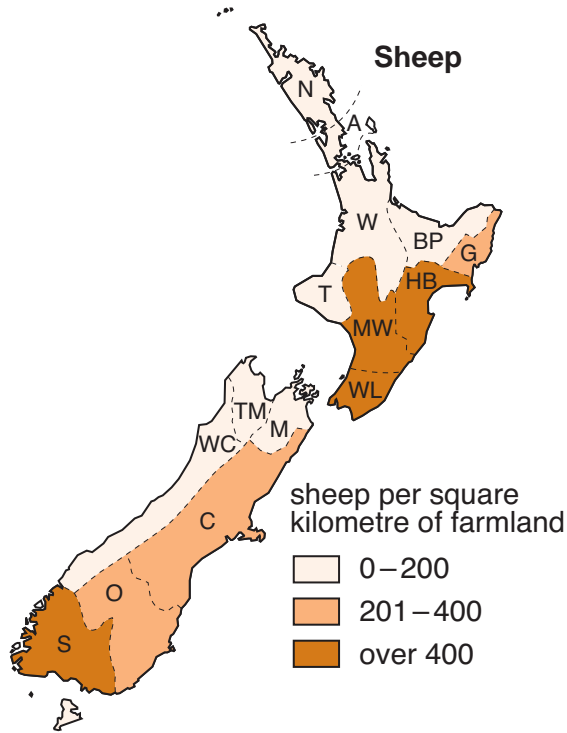 Sheep
N
A
W
BP
G
T
HB
MW
WL
TM
M
WC
C
O
S
sheep per square
kilometre of farmland
0–200
201–400
over 400